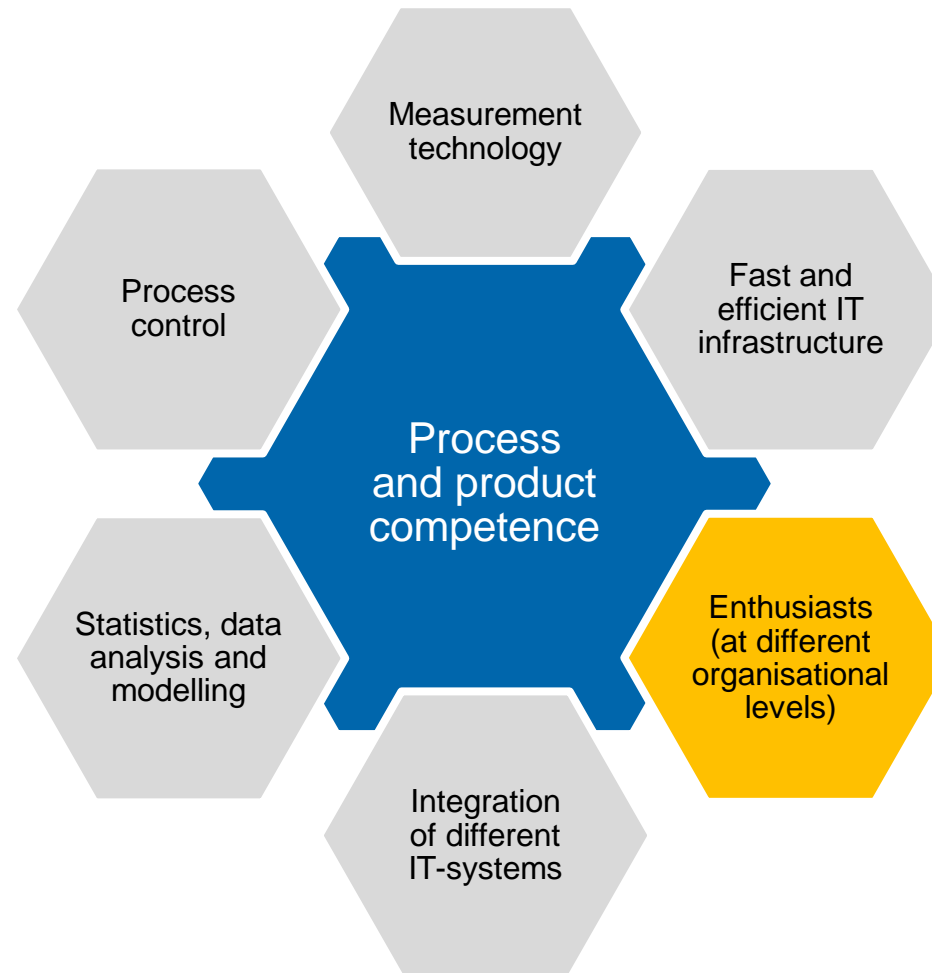 Measurement
technology
Fast and
efficient IT
infrastructure
Enthusiasts
(at different
organisational
levels)
Integration
of different
IT-systems
Statistics, data
analysis and
modelling
Process
control
Process
and product
competence